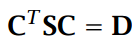 C^T SC = D